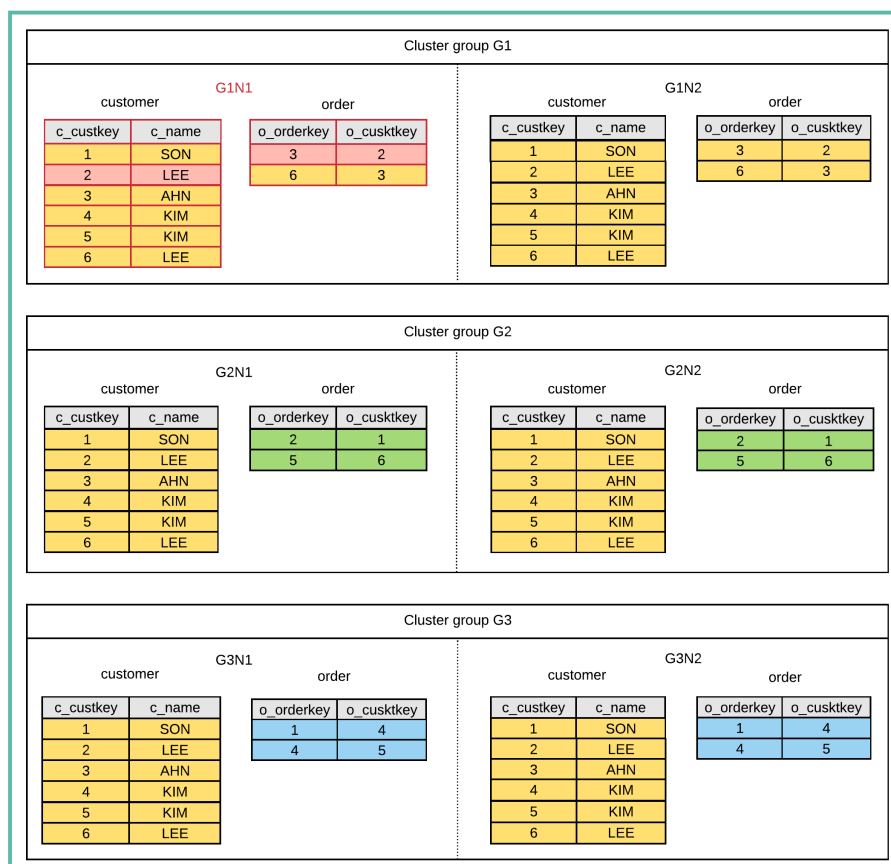 Cluster group G1
G1N1
customer order
c_custkey c_name o_orderkey o_cusktkey
1 SON 3 2
2 LEE 6 3
3 AHN
4 KIM
5 KIM
6 LEE
G1N2
customer order
c_custkey c_name o_orderkey o_cusktkey
1 SON 3 2
2 LEE 6 3
3 AHN
4 KIM
5 KIM
6 LEE
Cluster group G2
G2N1
customer order
c_custkey c_name o_orderkey o_cusktkey
1 SON 2 1
2 LEE 5 6
3 AHN
4 KIM
5 KIM
6 LEE
G2N2
customer order
c_custkey c_name o_orderkey o_cusktkey
1 SON 2 1
2 LEE 5 6
3 AHN
4 KIM
5 KIM
6 LEE
Cluster group G3
G3N1
customer order
c_custkey c_name o_orderkey o_cusktkey
1 SON 1 4
2 LEE 4 5
3 AHN
4 KIM
5 KIM
6 LEE
G3N2
customer order
c_custkey c_name o_orderkey o_cusktkey
1 SON 1 4
2 LEE 4 5
3 AHN
4 KIM
5 KIM
6 LEE